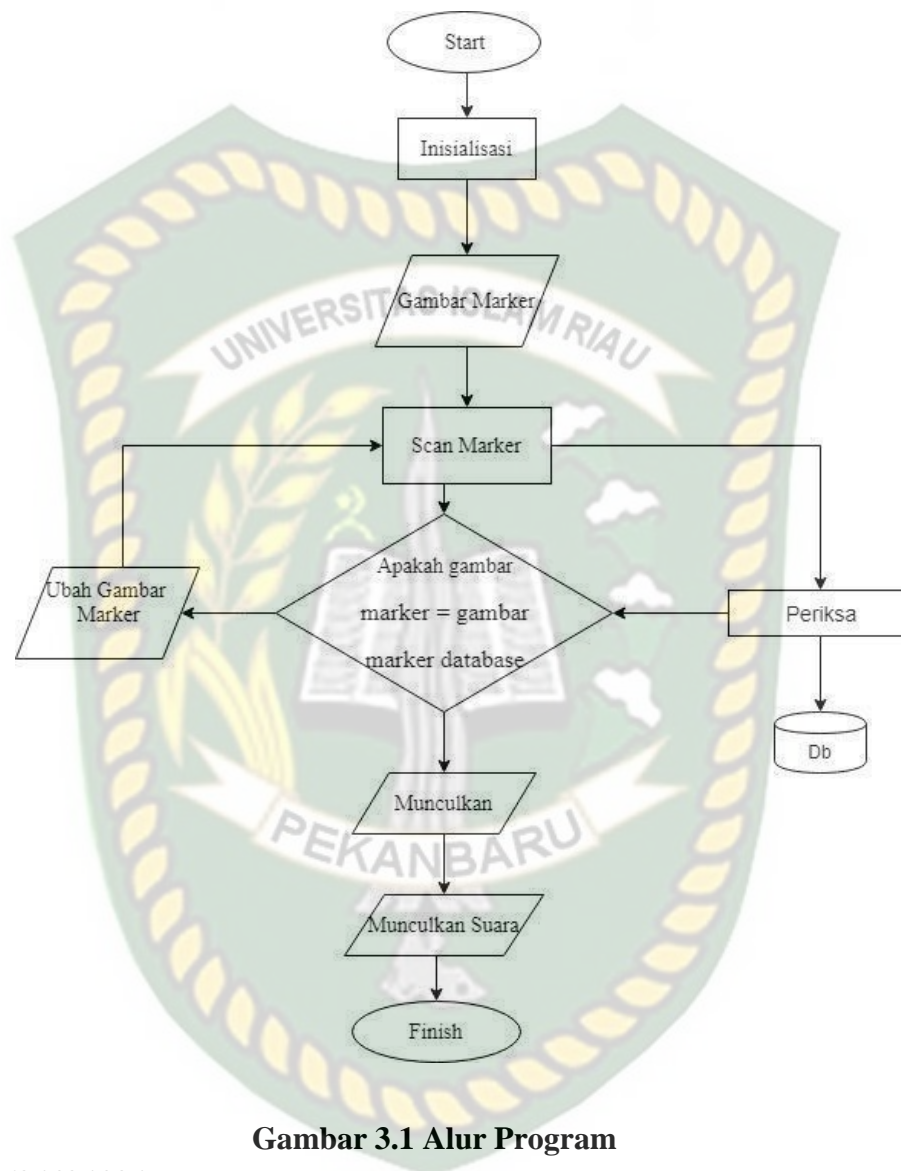 Start
Inisialisasi
Gambar Marker
UNIVERSITAS ISLAM RIAU
Scan Marker
Apakah gambar
marker = gambar
marker database
Ubah Gambar
Marker
Periksa
Db
Munculkan
PEKANBARU
Munculkan Suara
Finish
Gambar 3.1 Alur Program